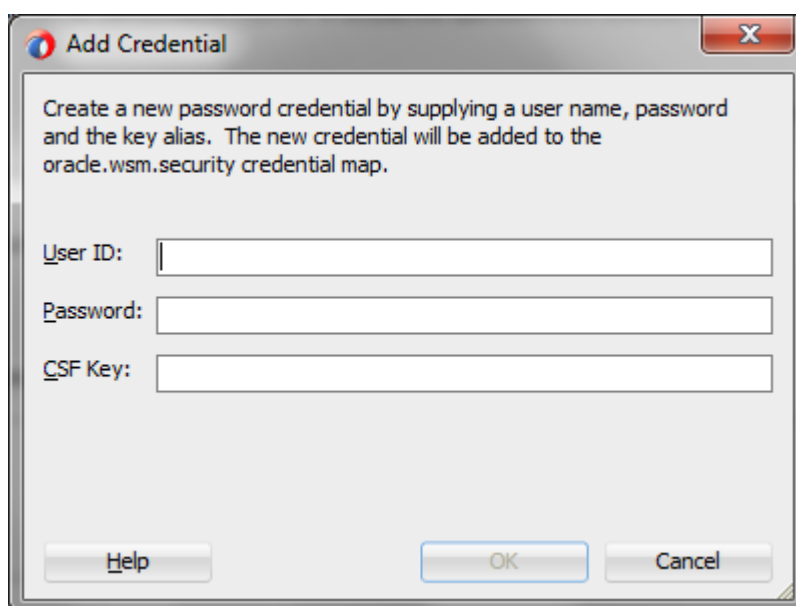 Add Credential
Create a new password credential by supplying a user name, password
and the key alias. The new credential will be added to the
oracle.wsm.security credential map.
User ID:
Password:
CSF Key:
Help OK Cancel